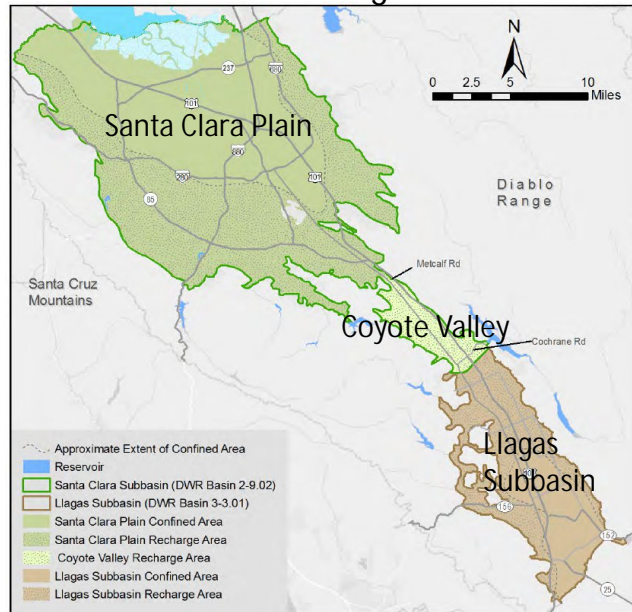 N
0 2.5 5 10
Miles
237
680
101
Santa Clara Plain
880
280
101
85
Diablo
Range
Santa Cruz
Mountains
Metcalf Rd
Coyote Valley
Cochrane Rd
Llagas
Subbasin
156
152
25
Approximate Extent of Confined Area
Reservoir
Santa Clara Subbasin (DWR Basin 2-9.02)
Llagas Subbasin (DWR Basin 3-3.01)
Santa Clara Plain Confined Area
Santa Clara Plain Recharge Area
Coyote Valley Recharge Area
Llagas Subbasin Confined Area
Llagas Subbasin Recharge Area